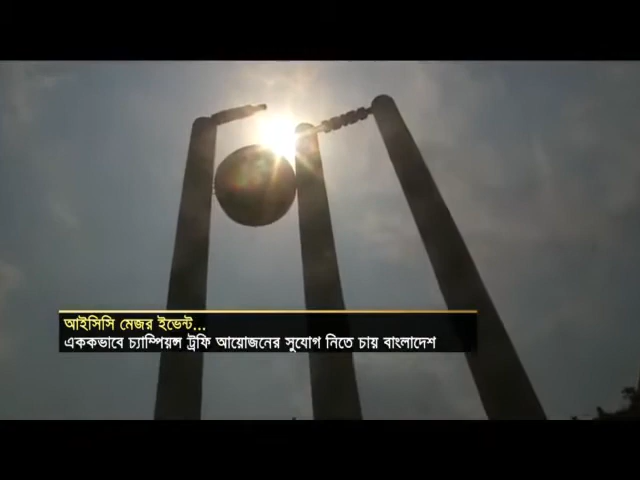 আইসিসি মেজর ইভেন্ট...
এককভাবে চ্যাম্পিয়ন্স ট্রফি আয়োজনের সুযোগ নিতে চায় বাংলাদেশ